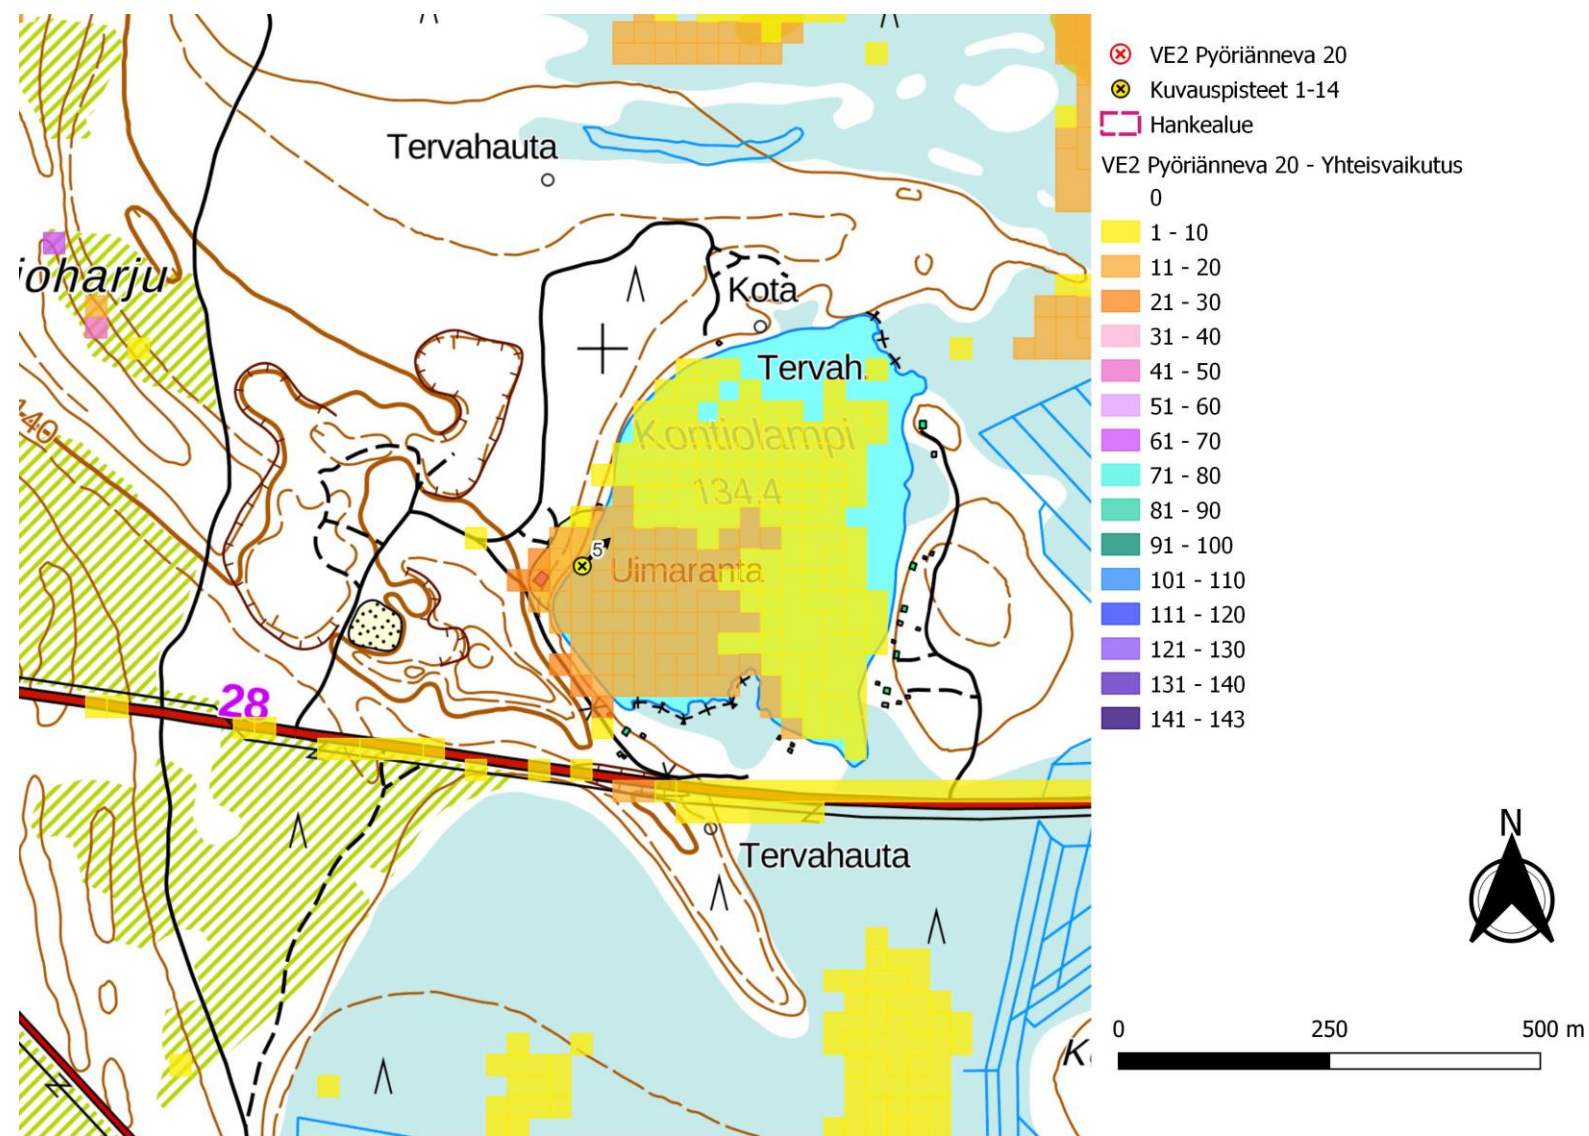 Tervahauta
joharju
Kota
Tervah.
Kontiolampi
134.4
5
Uimaranta
28
Tervahauta
VE2 Pyöriänneva 20
Kuvauspisteet 1-14
Hankealue
VE2 Pyöriänneva 20 - Yhteisvaikutus
0
1 - 10
11 - 20
21 - 30
31 - 40
41 - 50
51 - 60
61 - 70
71 - 80
81 - 90
91 - 100
101 - 110
111 - 120
121 - 130
131 - 140
141 - 143
N
0 250 500 m